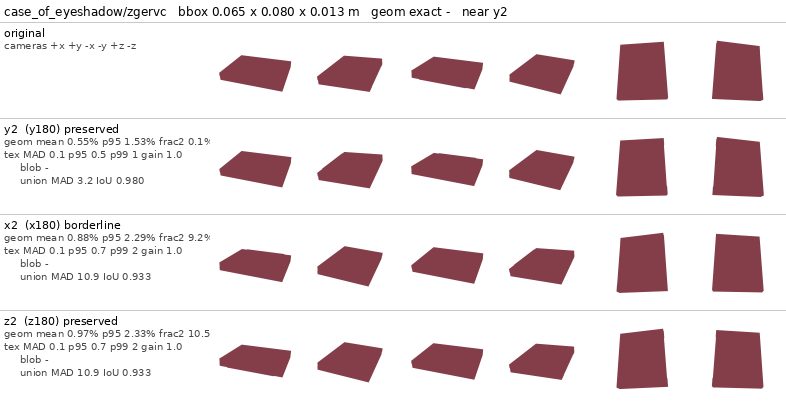 case_of_eyeshadow/zgervc   bbox 0.065 x 0.080 x 0.013 m   geom exact -   near y2
original
cameras +x +y -x -y +z -z
y2  (y180) preserved
geom mean 0.55% p95 1.53% frac2 0.1%
tex MAD 0.1 p95 0.5 p99 1 gain 1.0
blob -
union MAD 3.2 IoU 0.980
x2  (x180) borderline
geom mean 0.88% p95 2.29% frac2 9.2%
tex MAD 0.1 p95 0.7 p99 2 gain 1.0
blob -
union MAD 10.9 IoU 0.933
z2  (z180) preserved
geom mean 0.97% p95 2.33% frac2 10.5
tex MAD 0.1 p95 0.7 p99 2 gain 1.0
blob -
union MAD 10.9 IoU 0.933